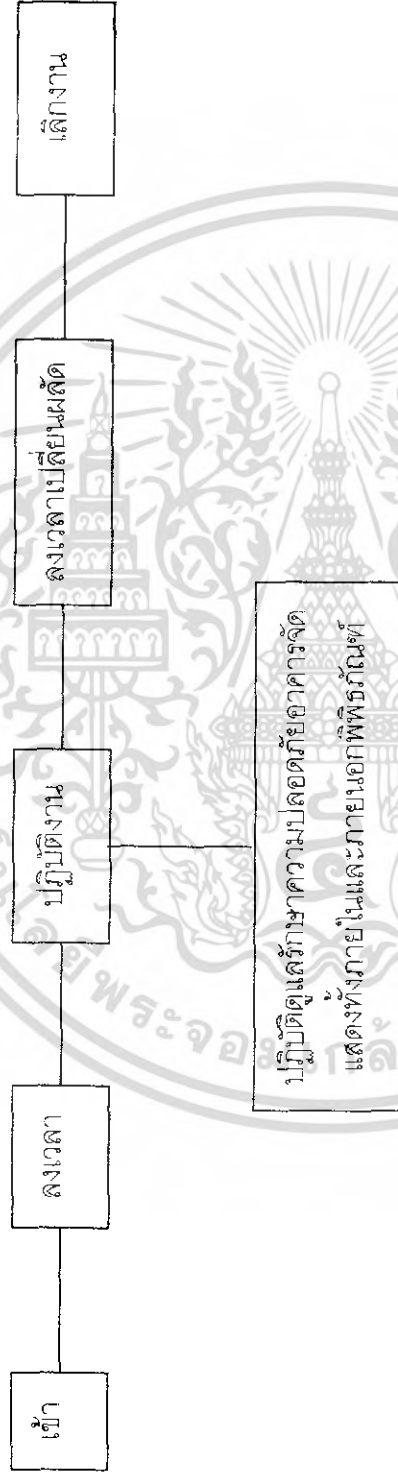 เข้า
ลงเวลา
ปฏิบัติงาน
ลงเวลาเปลี่ยนผลัด
เลิกงาน
ปฏิบัติดูแลรักษาความปลอดภัยอาคารจัด
แสดงทั้งภายในและภายนอกพิพิธภัณฑ์